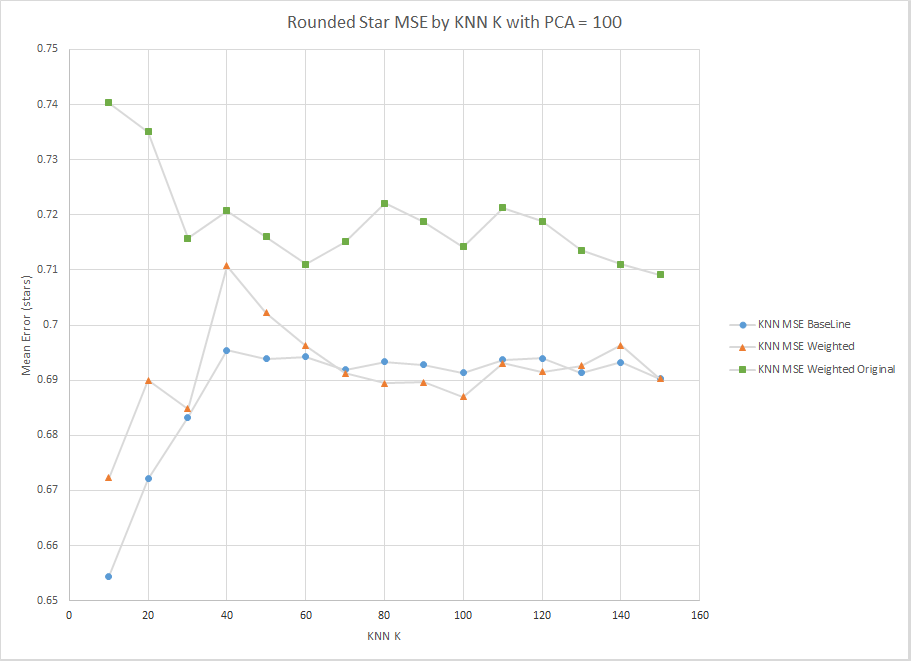 Rounded Star MSE by KNN K with PCA = 100
0.75
0.74
0.73
0.72
0.71
0.7
0.69
0.68
0.67
0.66
0.65
Mean Error (stars)
0 20 40 60 80 100 120 140 160
KNN K
KNN MSE BaseLine
KNN MSE Weighted
KNN MSE Weighted Original